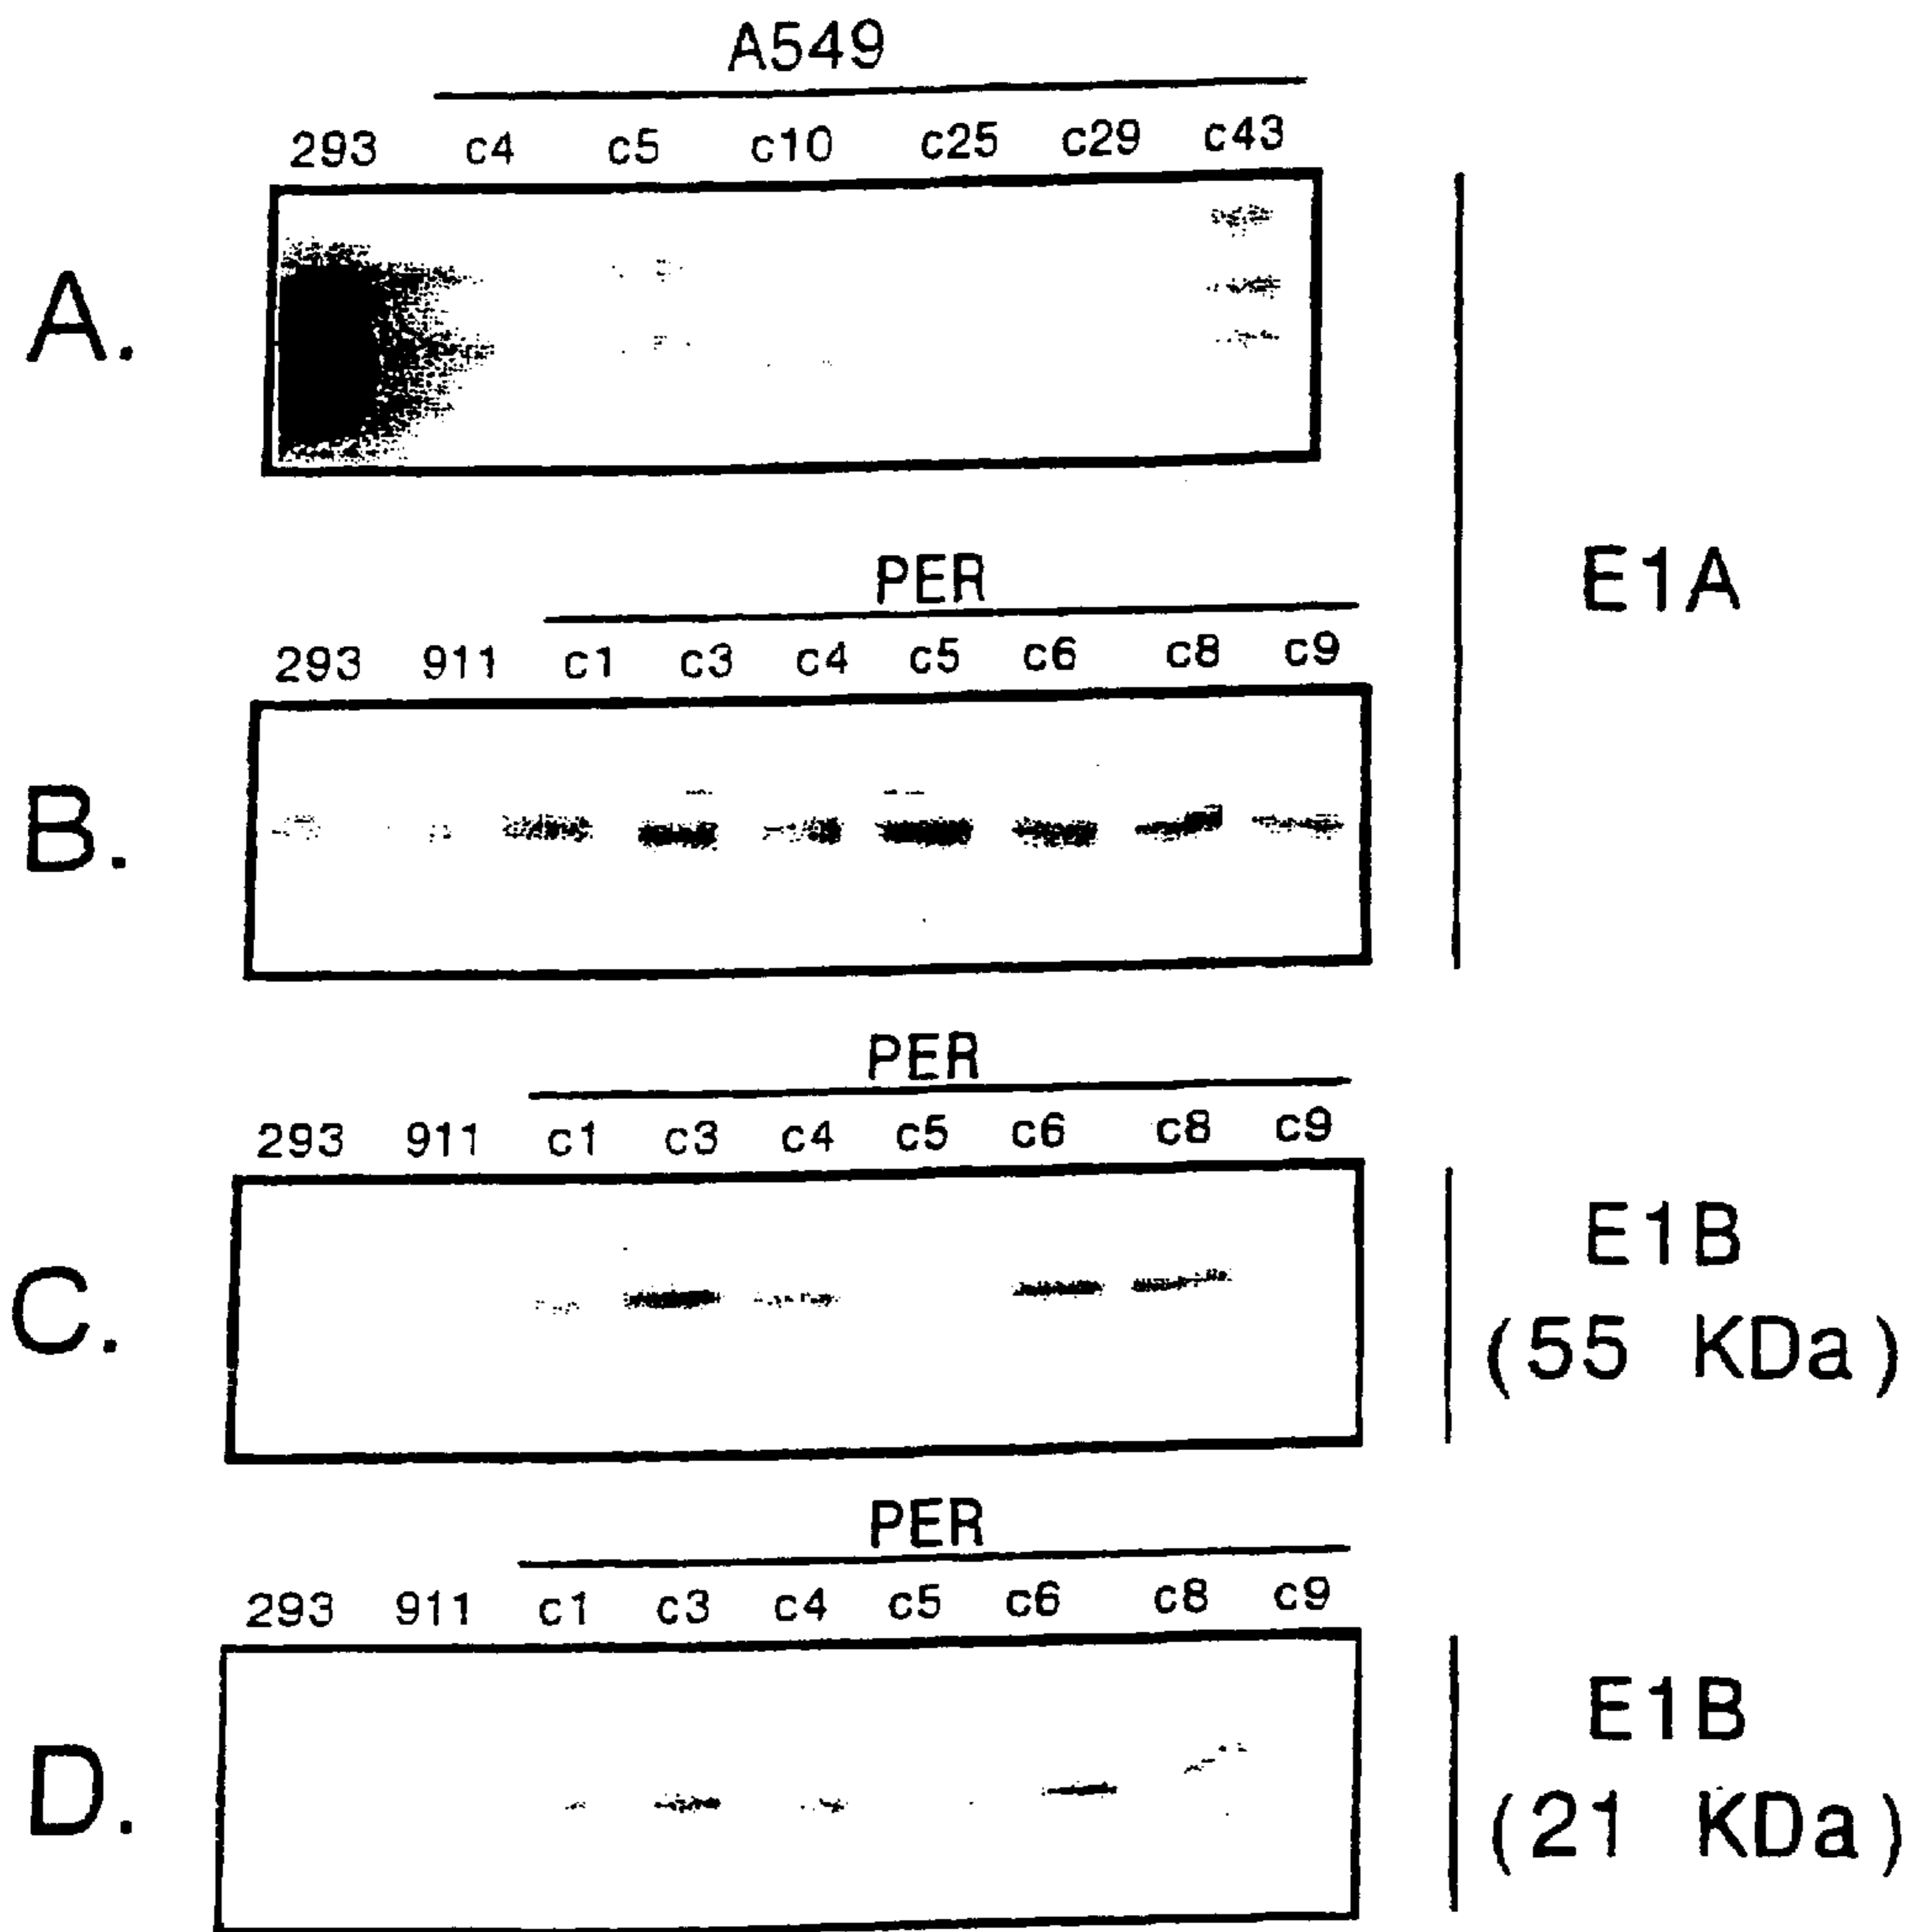 A549
293 c4 c5 c10 c25 c29 c43
A.
PER
E1A
293 911 c1 c3 c4 c5 c6 c8 c9
B.
PER
293 911 c1 c3 c4 c5 c6 c8 c9
C.
E1B
(55 KDa)
PER
293 911 c1 c3 c4 c5 c6 c8 c9
D.
E1B
(21 KDa)